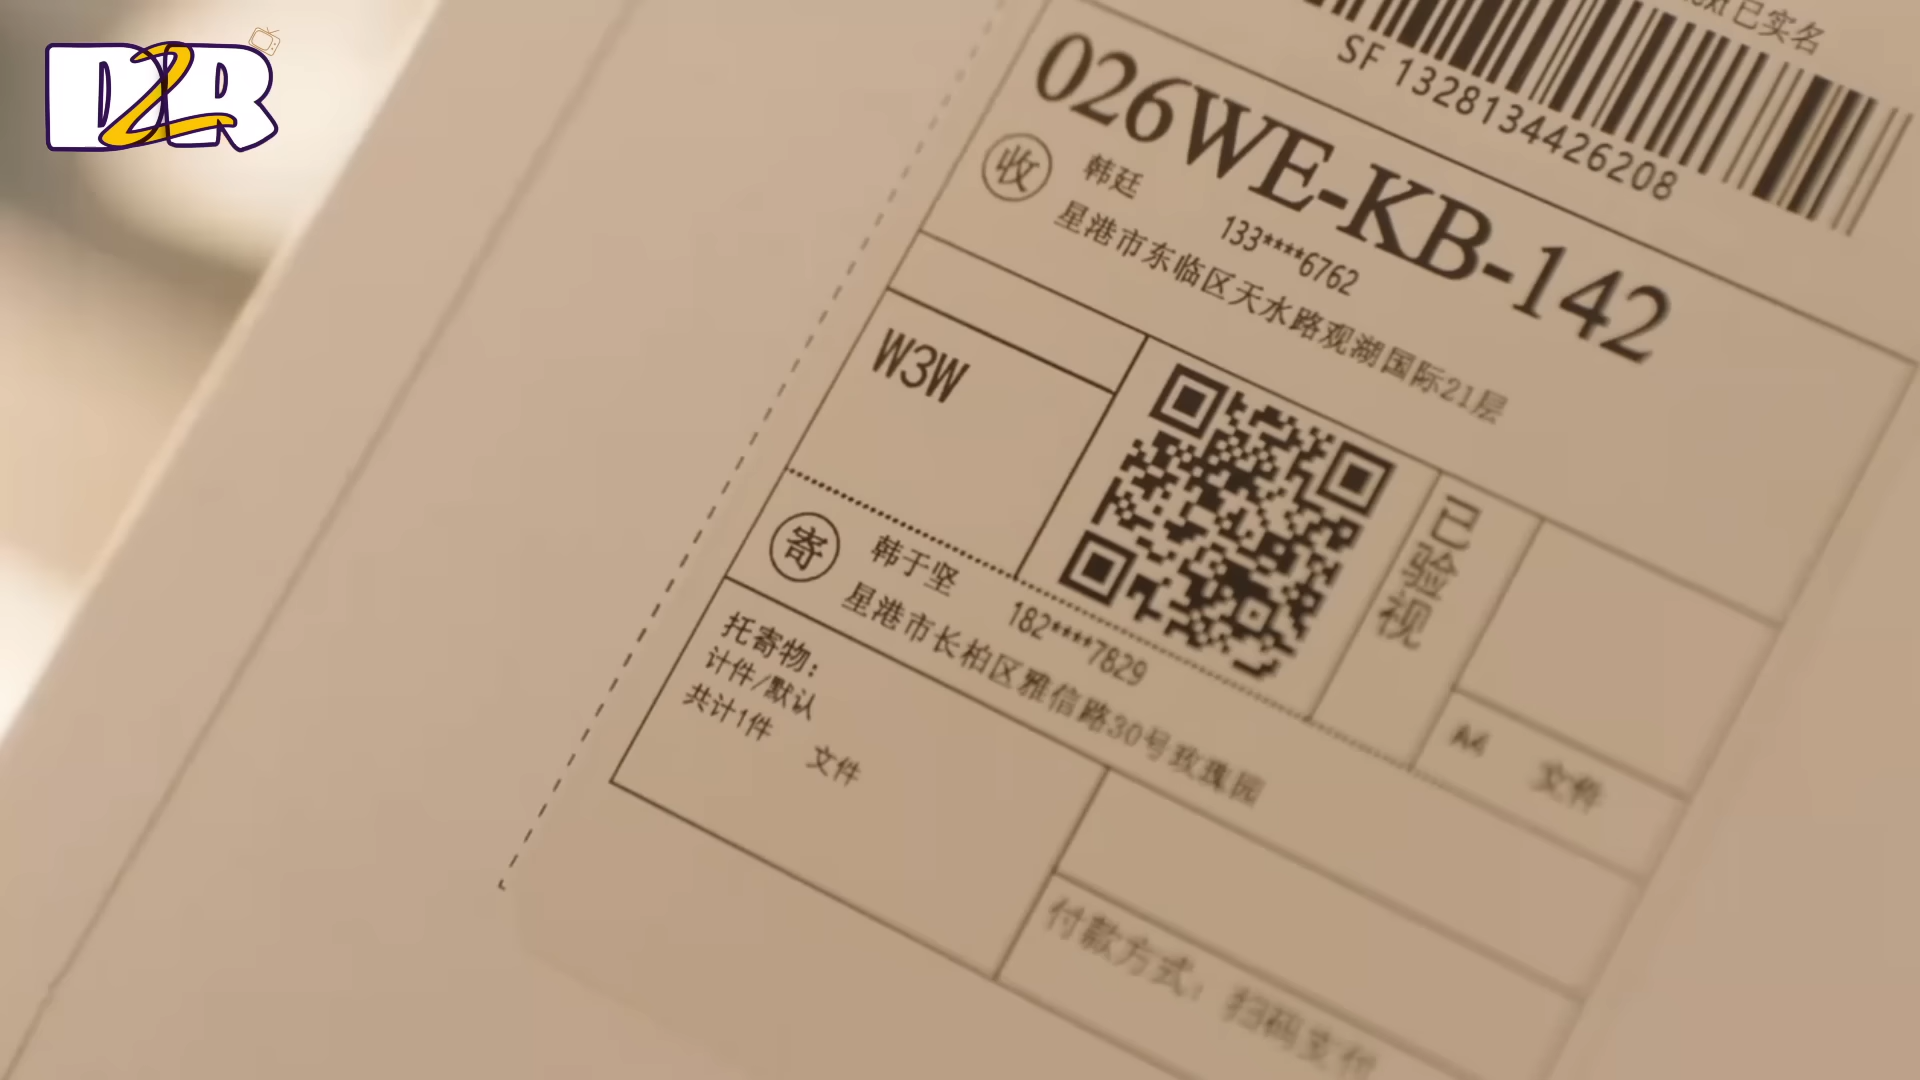 DR
已实名
SF 1328134426208
026WE-KB-142
收
韩廷
133****6762
星港市东临区天水路观湖国际21层
W3W
已验视
寄
韩于坚
182****7829
星港市长柏区雅信路30号玫瑰园
A4 文件
托寄物：
计件/默认
共计1件 文件
付款方式：扫码支付